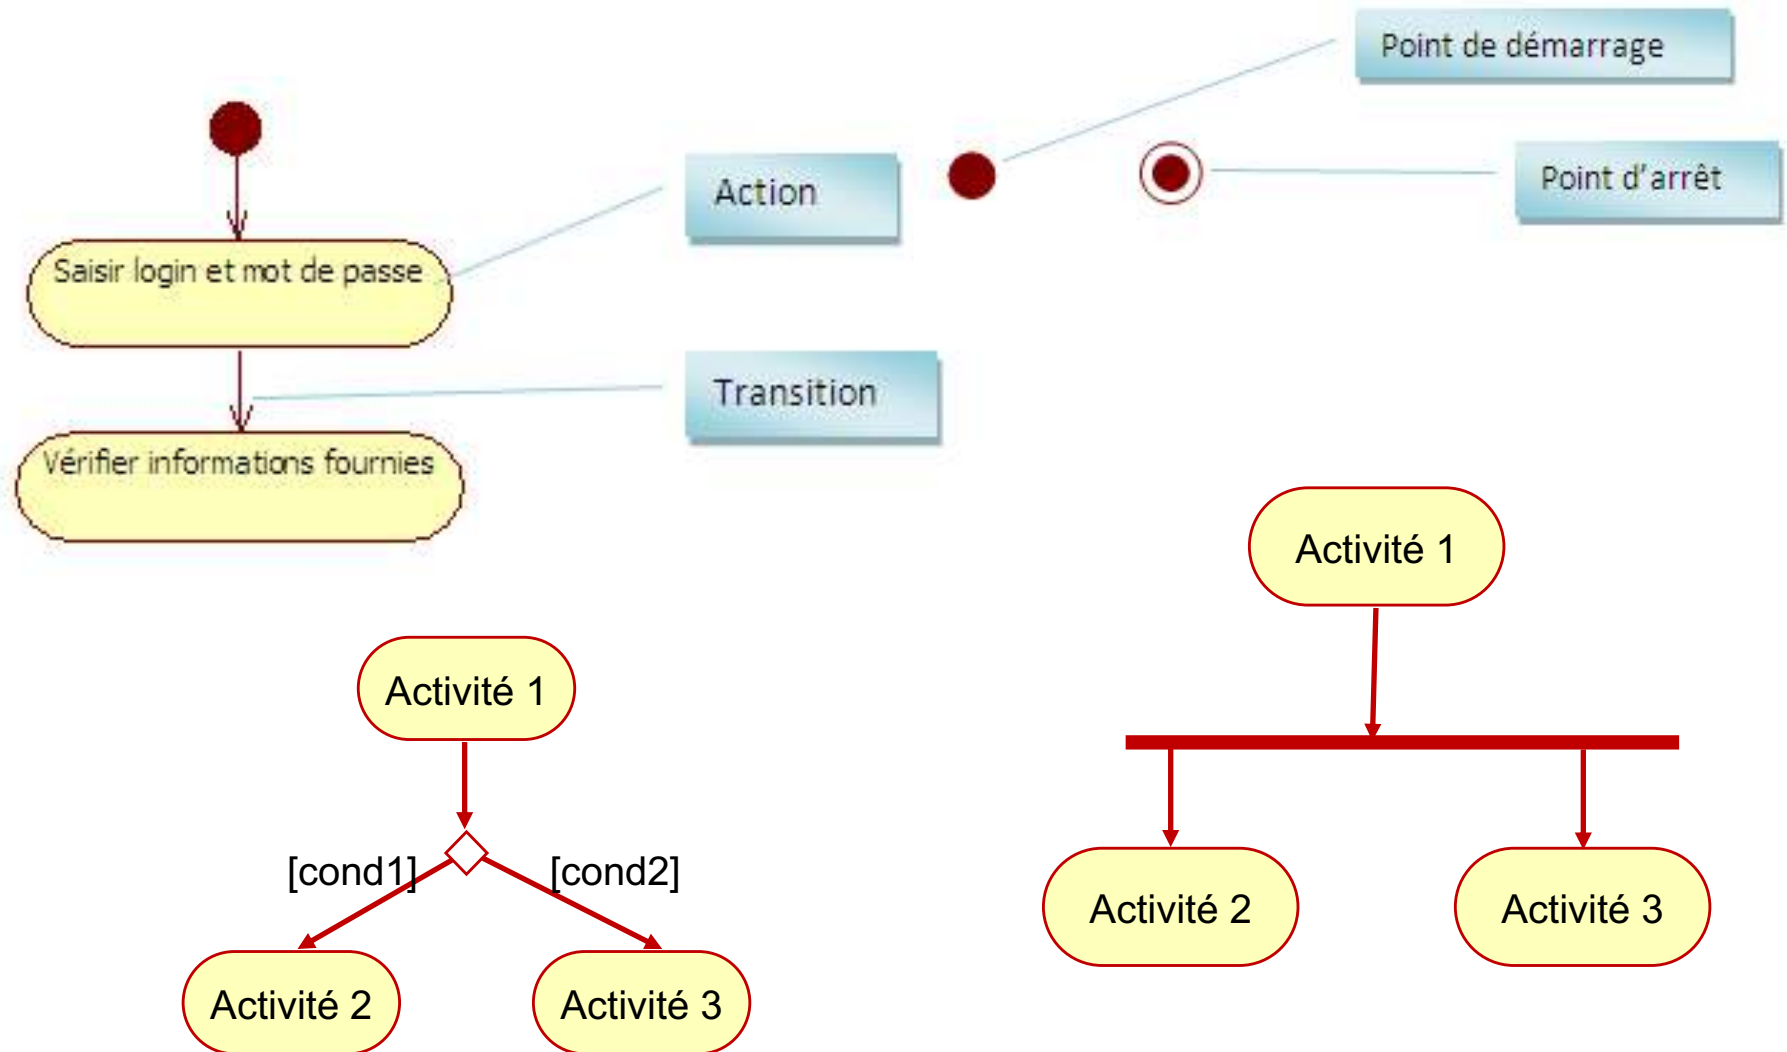 Point de démarrage
Action
Point d'arrêt
Saisir login et mot de passe
Transition
Vérifier informations fournies
Activité 1
Activité 2
Activité 3
Activité 1
[cond1]
[cond2]
Activité 2
Activité 3